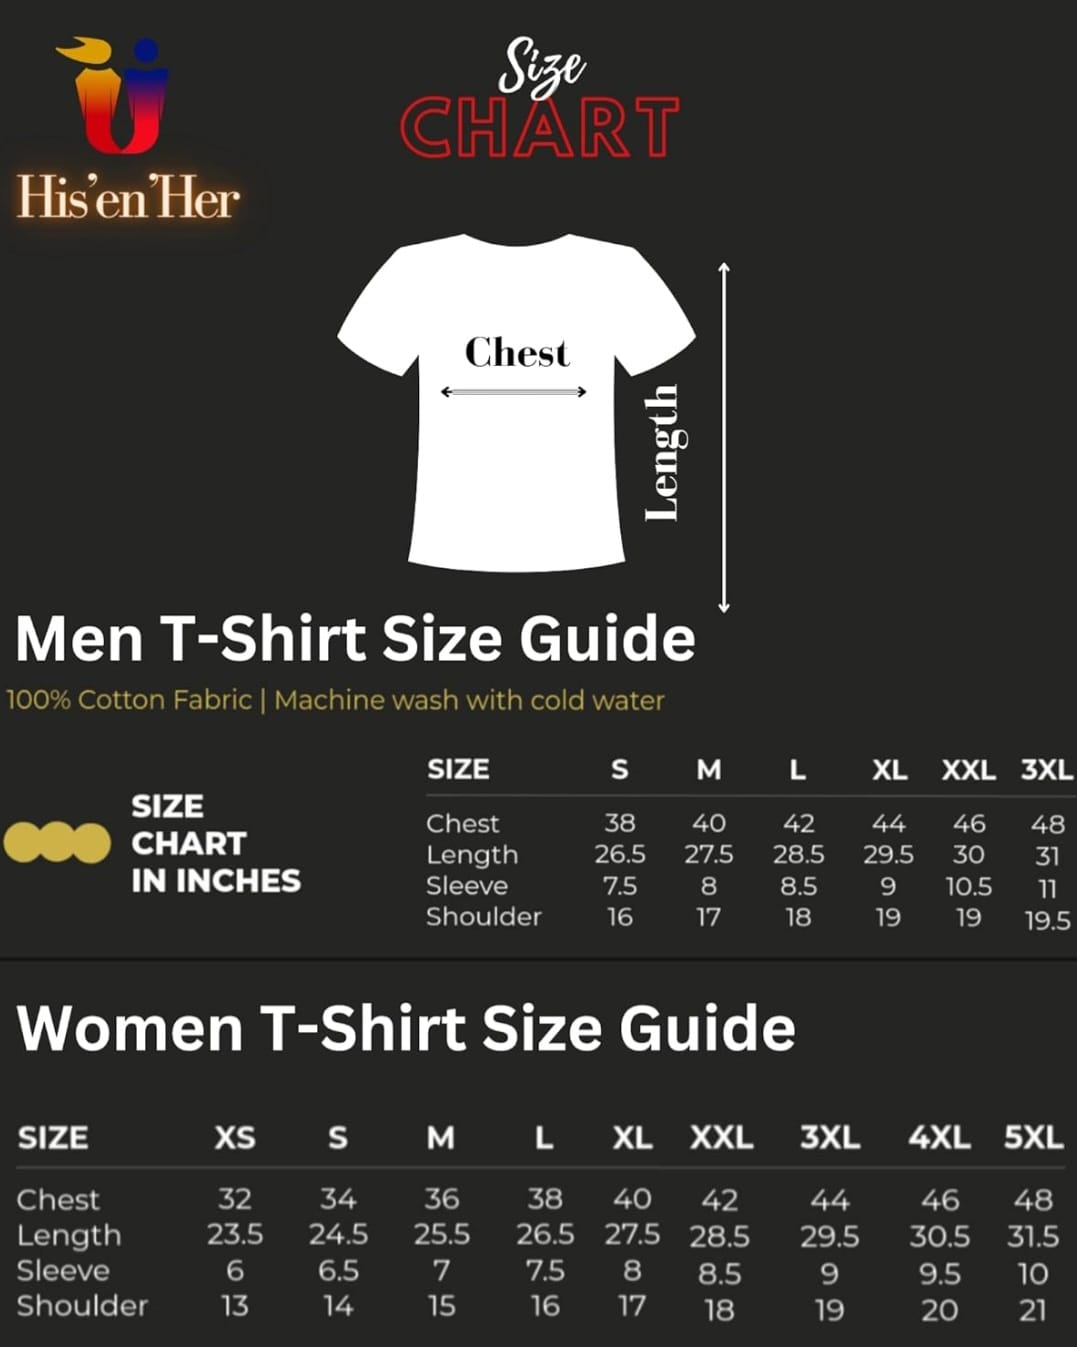 Size
CHART
His'en'Her
Chest
Length
Men T-Shirt Size Guide
100% Cotton Fabric | Machine wash with cold water
SIZE CHART IN INCHES
SIZE S M L XL XXL 3XL
Chest 38 40 42 44 46 48
Length 26.5 27.5 28.5 29.5 30 31
Sleeve 7.5 8 8.5 9 10.5 11
Shoulder 16 17 18 19 19 19.5
Women T-Shirt Size Guide
SIZE XS S M L XL XXL 3XL 4XL 5XL
Chest 32 34 36 38 40 42 44 46 48
Length 23.5 24.5 25.5 26.5 27.5 28.5 29.5 30.5 31.5
Sleeve 6 6.5 7 7.5 8 8.5 9 9.5 10
Shoulder 13 14 15 16 17 18 19 20 21